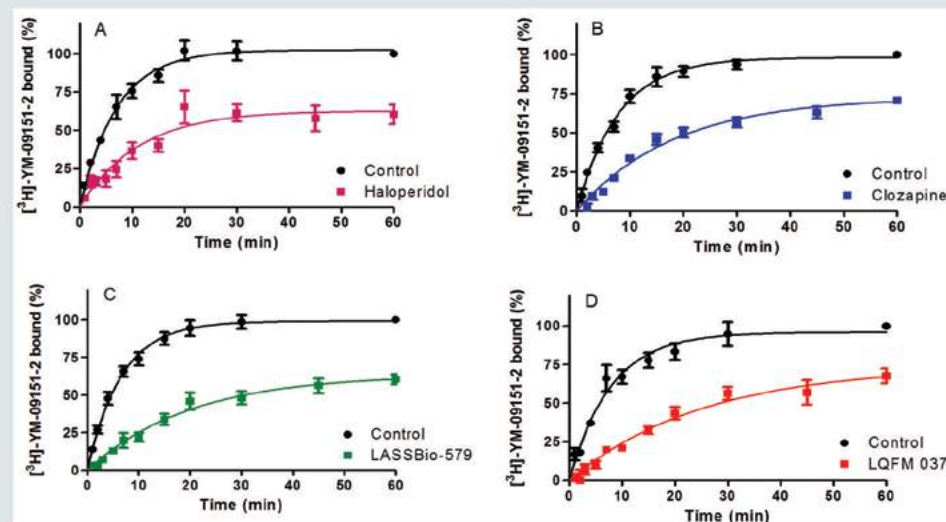 A
[³H]-YM-09151-2 bound (%)
100
75
50
25
0
0 10 20 30 40 50 60
Time (min)
Control
Haloperidol
B
[³H]-YM-09151-2 bound (%)
100
75
50
25
0
0 10 20 30 40 50 60
Time (min)
Control
Clozapine
C
[³H]-YM-09151-2 bound (%)
100
75
50
25
0
0 10 20 30 40 50 60
Time (min)
Control
LASSBio-579
D
[³H]-YM-09151-2 bound (%)
100
75
50
25
0
0 10 20 30 40 50 60
Time (min)
Control
LQFM 037